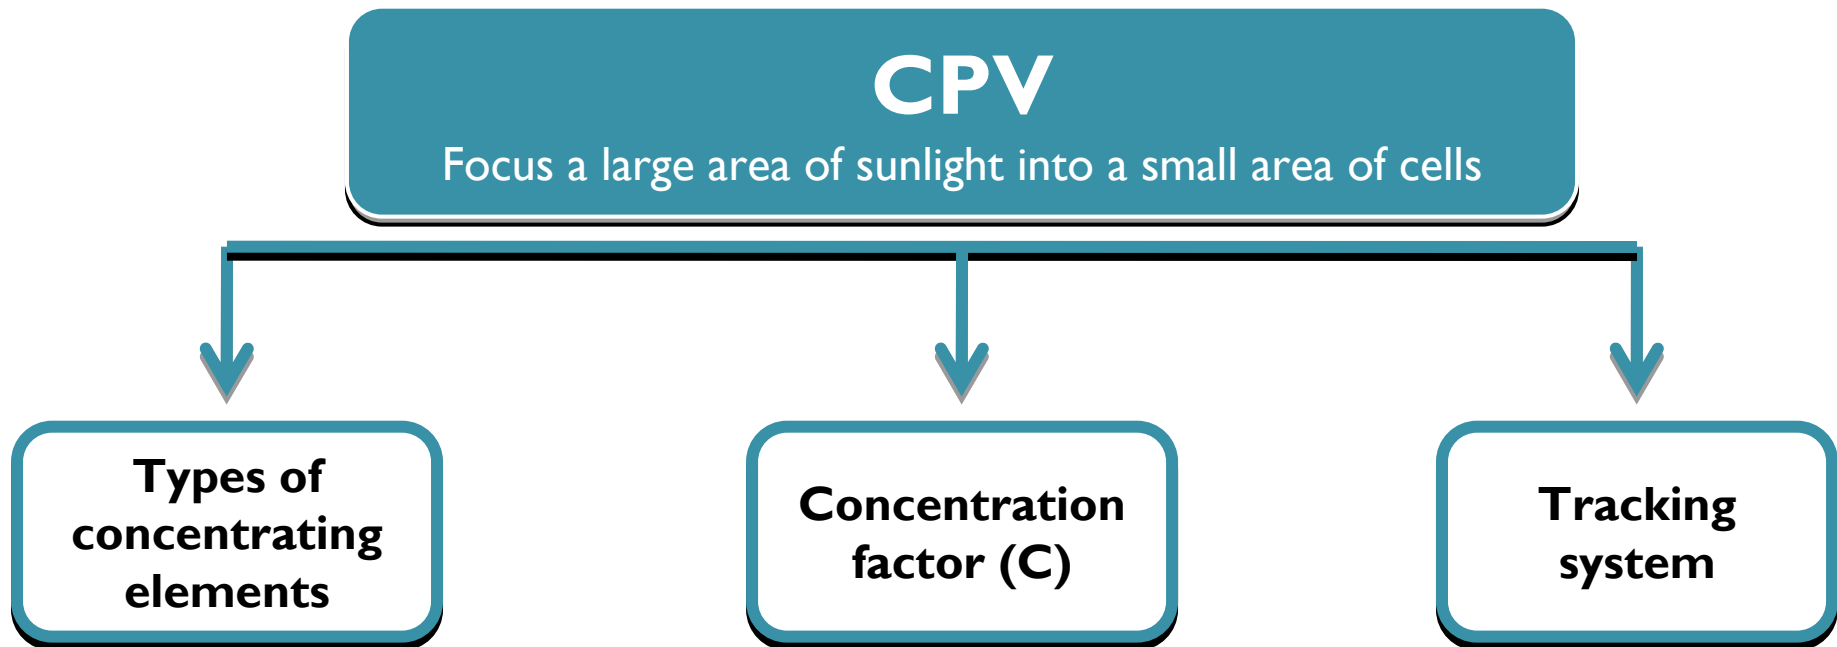 CPV
Focus a large area of sunlight into a small area of cells
Types of
concentrating
elements
Concentration
factor (C)
Tracking
system